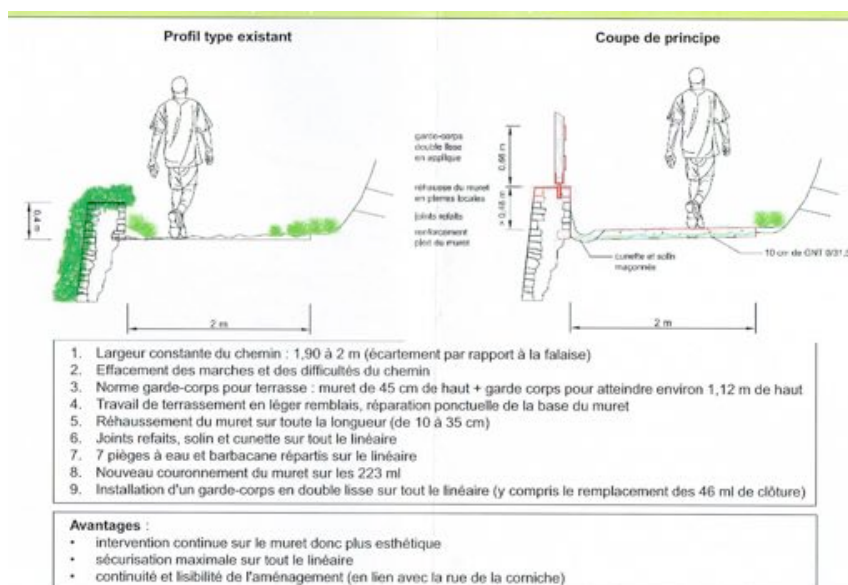 Profil type existant
Coupe de principe
garde-corps
double lisse
en applique
0.66 m
réhausse du muret
en pierres locales
> 0.45 m
0.4 m
joints refaits
renforcement
pied du muret
cunette et solin
maçonnée
10 cm de GNT 0/31,5
2 m
2 m
1. Largeur constante du chemin : 1,90 à 2 m (écartement par rapport à la falaise)
2. Effacement des marches et des difficultés du chemin
3. Norme garde-corps pour terrasse : muret de 45 cm de haut + garde corps pour atteindre environ 1,12 m de haut
4. Travail de terrassement en léger remblais, réparation ponctuelle de la base du muret
5. Réhaussement du muret sur toute la longueur (de 10 à 35 cm)
6. Joints refaits, solin et cunette sur tout le linéaire
7. 7 pièges à eau et barbacane répartis sur le linéaire
8. Nouveau couronnement du muret sur les 223 ml
9. Installation d'un garde-corps en double lisse sur tout le linéaire (y compris le remplacement des 46 ml de clôture)
Avantages :
• intervention continue sur le muret donc plus esthétique
• sécurisation maximale sur tout le linéaire
• continuité et lisibilité de l'aménagement (en lien avec la rue de la corniche)